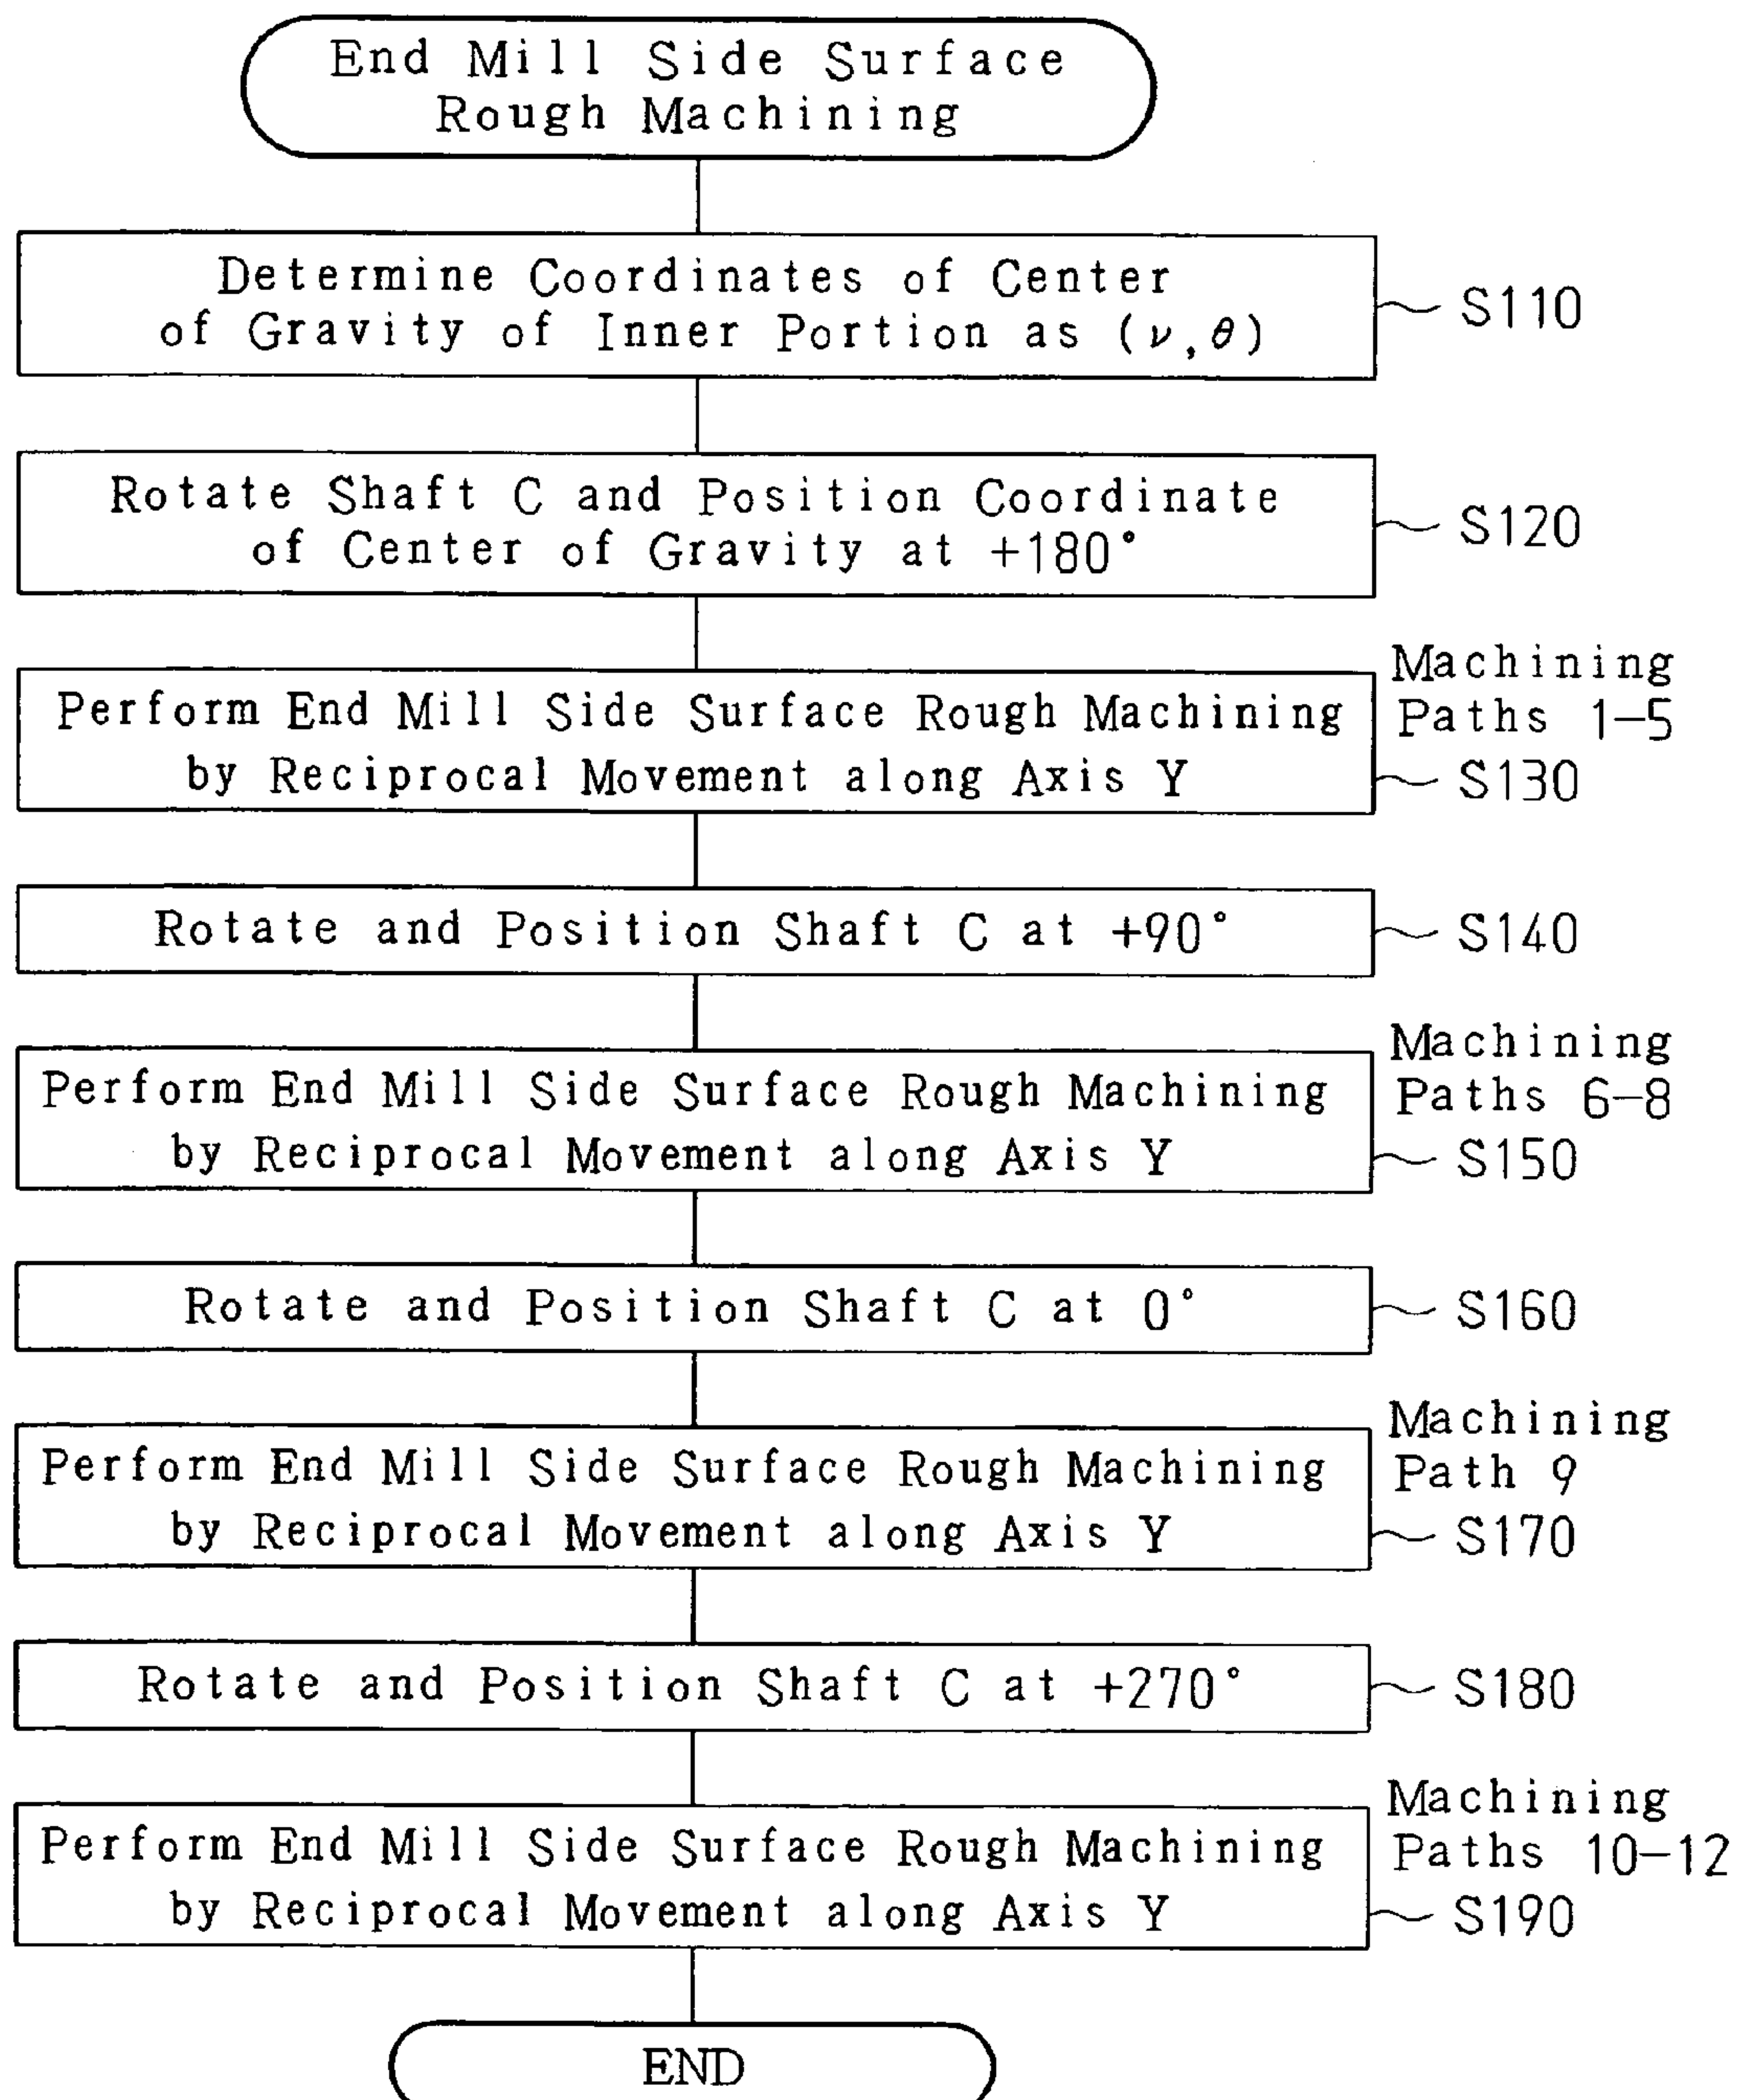 End Mill Side Surface
Rough Machining
Determine Coordinates of Center
of Gravity of Inner Portion as (ν, θ)
S110
Rotate Shaft C and Position Coordinate
of Center of Gravity at +180°
S120
Machining
Paths 1-5
Perform End Mill Side Surface Rough Machining
by Reciprocal Movement along Axis Y
S130
Rotate and Position Shaft C at +90°
S140
Machining
Paths 6-8
Perform End Mill Side Surface Rough Machining
by Reciprocal Movement along Axis Y
S150
Rotate and Position Shaft C at 0°
S160
Machining
Path 9
Perform End Mill Side Surface Rough Machining
by Reciprocal Movement along Axis Y
S170
Rotate and Position Shaft C at +270°
S180
Machining
Paths 10-12
Perform End Mill Side Surface Rough Machining
by Reciprocal Movement along Axis Y
S190
END